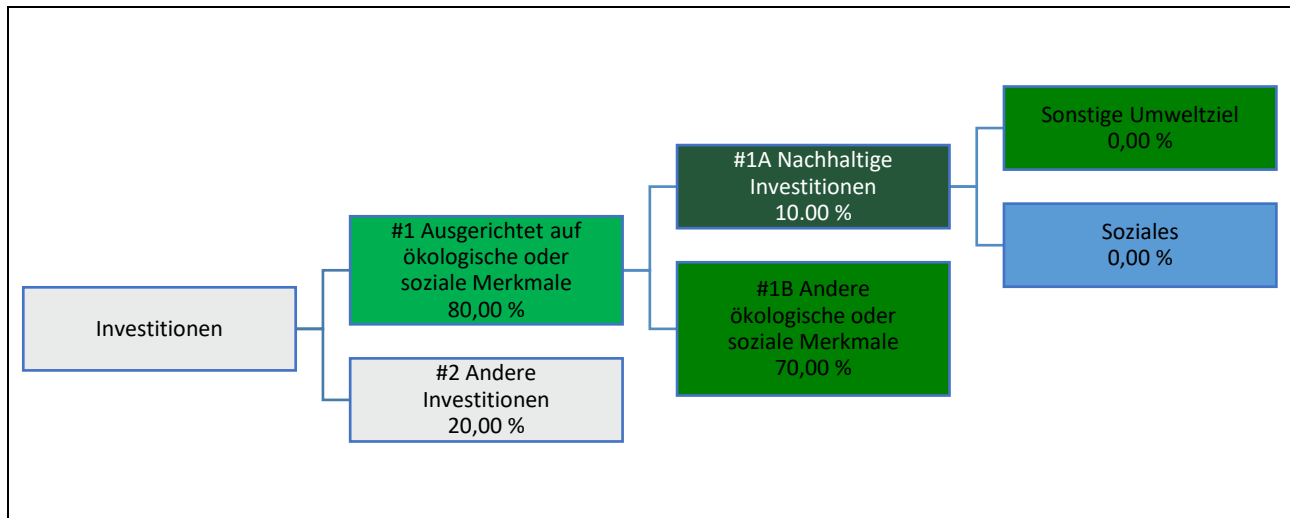 Investitionen
#1 Ausgerichtet auf
ökologische oder
soziale Merkmale
80,00 %
#2 Andere
Investitionen
20,00 %
#1A Nachhaltige
Investitionen
10.00 %
#1B Andere
ökologische oder
soziale Merkmale
70,00 %
Sonstige Umweltziel
0,00 %
Soziales
0,00 %